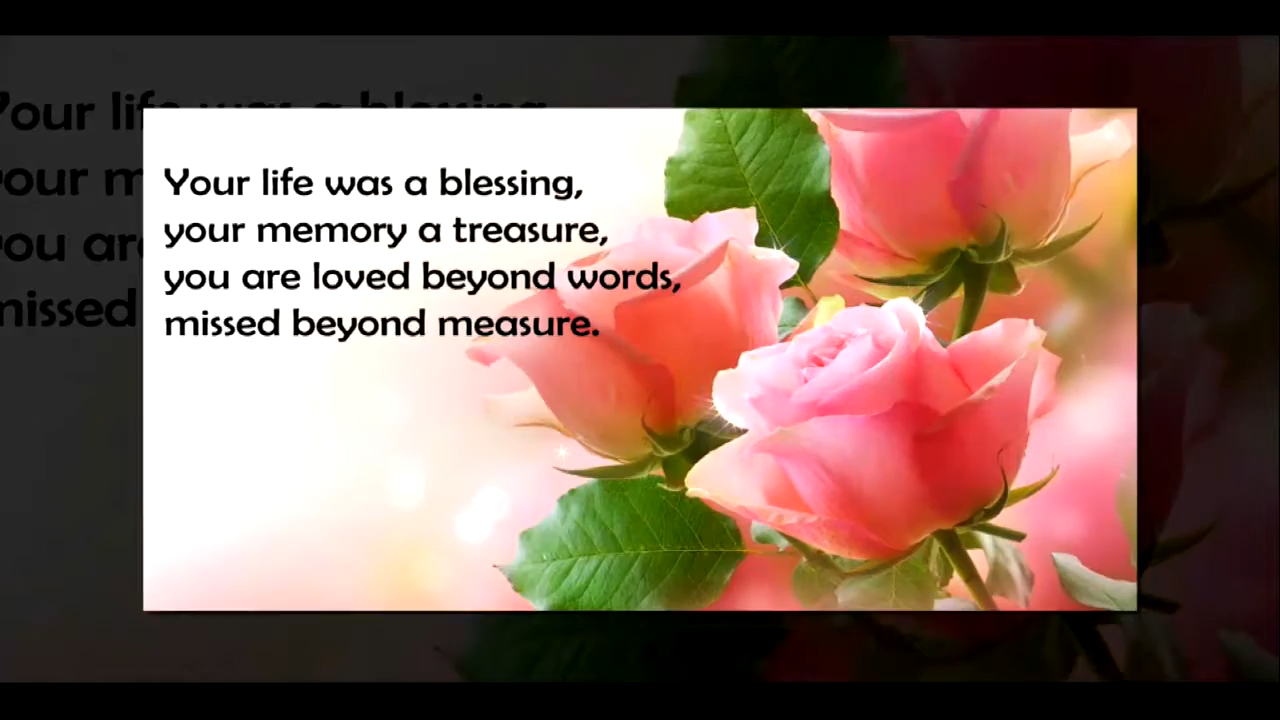 Your life was a blessing,
your memory a treasure,
you are loved beyond words,
missed beyond measure.